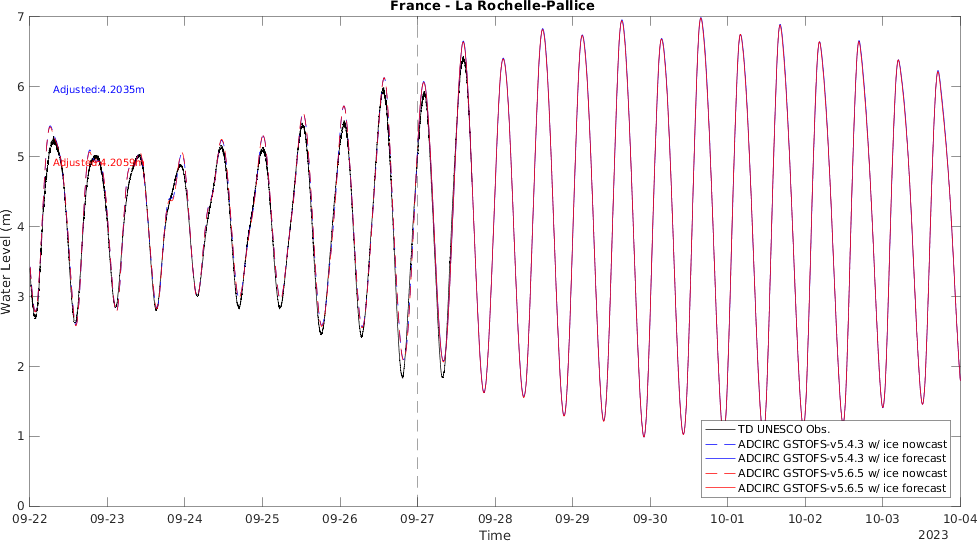 France - La Rochelle-Pallice
7
6
5
4
3
2
1
0
Water Level (m)
Adjusted:4.2035m
Adjusted:4.2059m
TD UNESCO Obs.
ADCIRC GSTOFS-v5.4.3 w/ ice nowcast
ADCIRC GSTOFS-v5.4.3 w/ ice forecast
ADCIRC GSTOFS-v5.6.5 w/ ice nowcast
ADCIRC GSTOFS-v5.6.5 w/ ice forecast
09-22 09-23 09-24 09-25 09-26 09-27 09-28 09-29 09-30 10-01 10-02 10-03 10-04
Time
2023